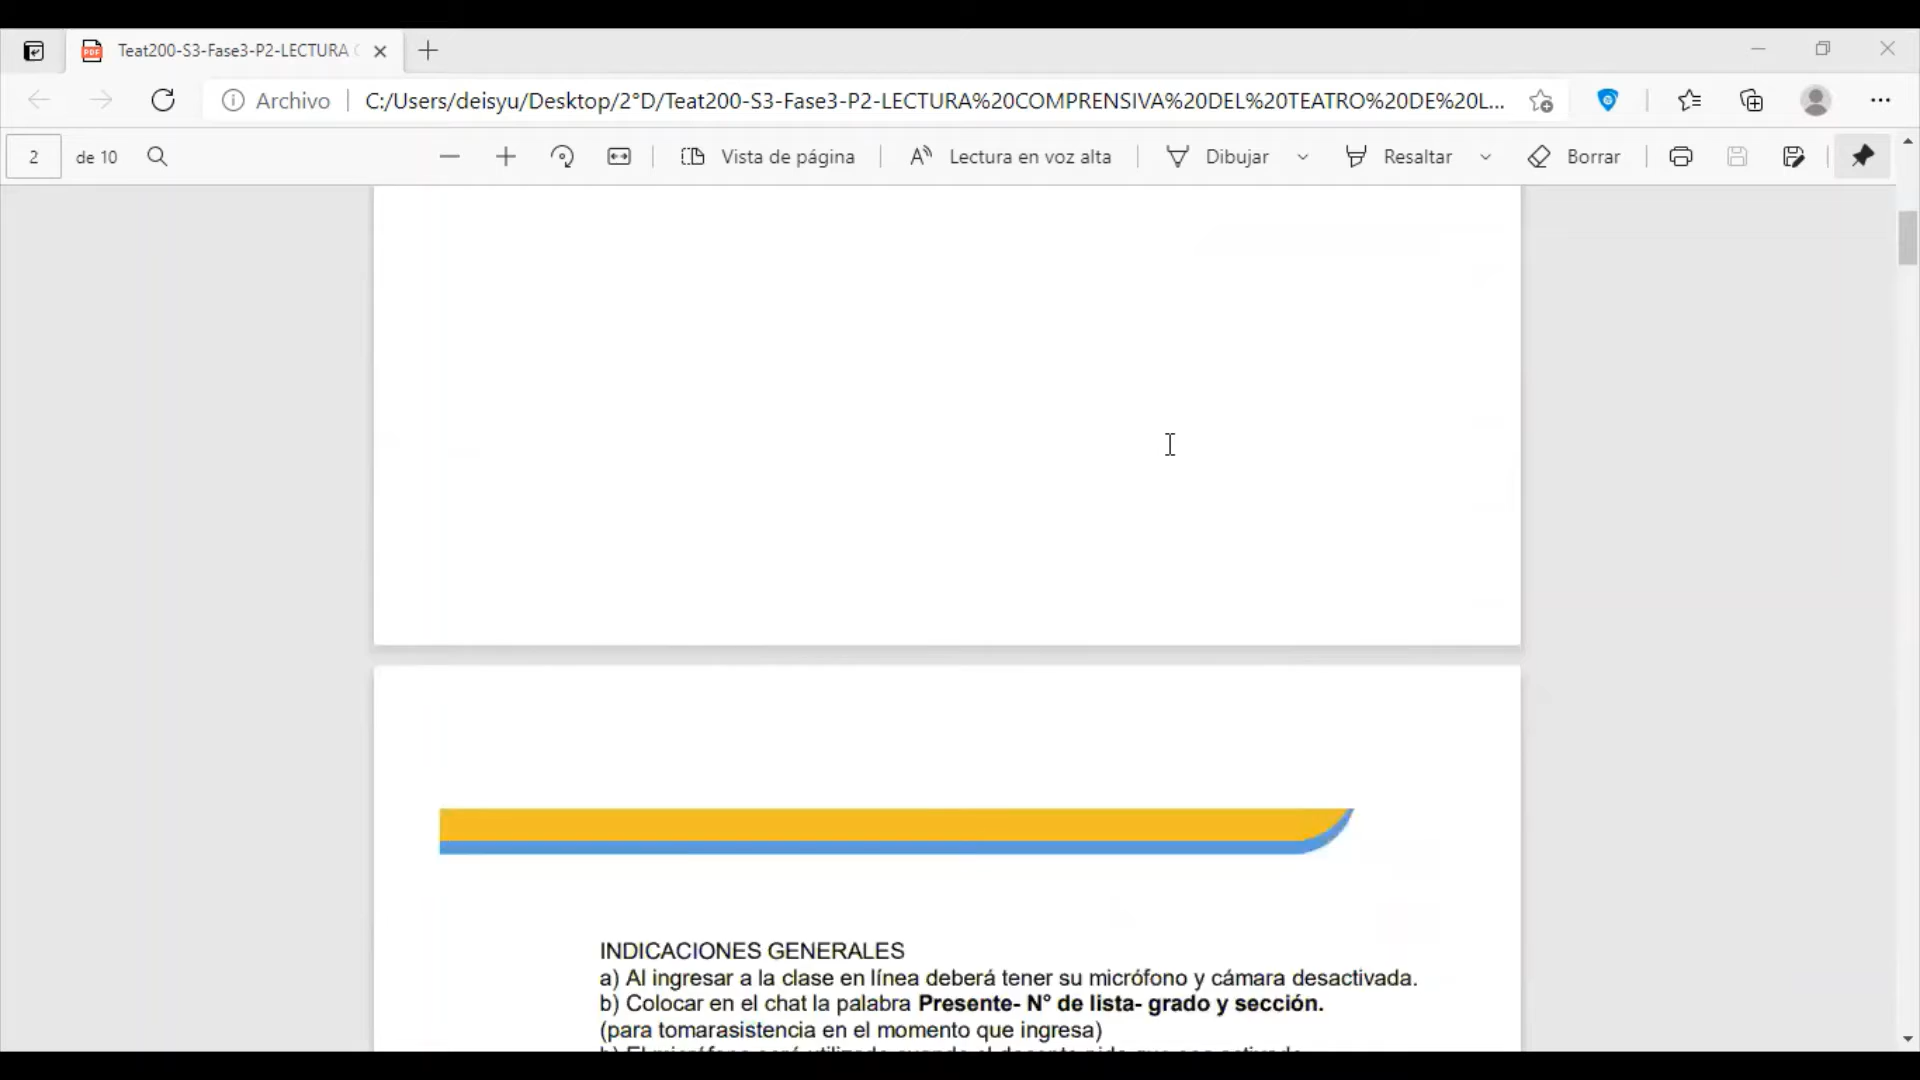 Teat200-S3-Fase3-P2-LECTURA
Archivo
C:/Users/deisyu/Desktop/2°D/Teat200-S3-Fase3-P2-LECTURA%20COMPRENSIVA%20DEL%20TEATRO%20DE%20L...
2 de 10
Vista de página
Lectura en voz alta
Dibujar
Resaltar
Borrar
INDICACIONES GENERALES
a) Al ingresar a la clase en línea deberá tener su micrófono y cámara desactivada.
b) Colocar en el chat la palabra Presente- N° de lista- grado y sección.
(para tomarasistencia en el momento que ingresa)